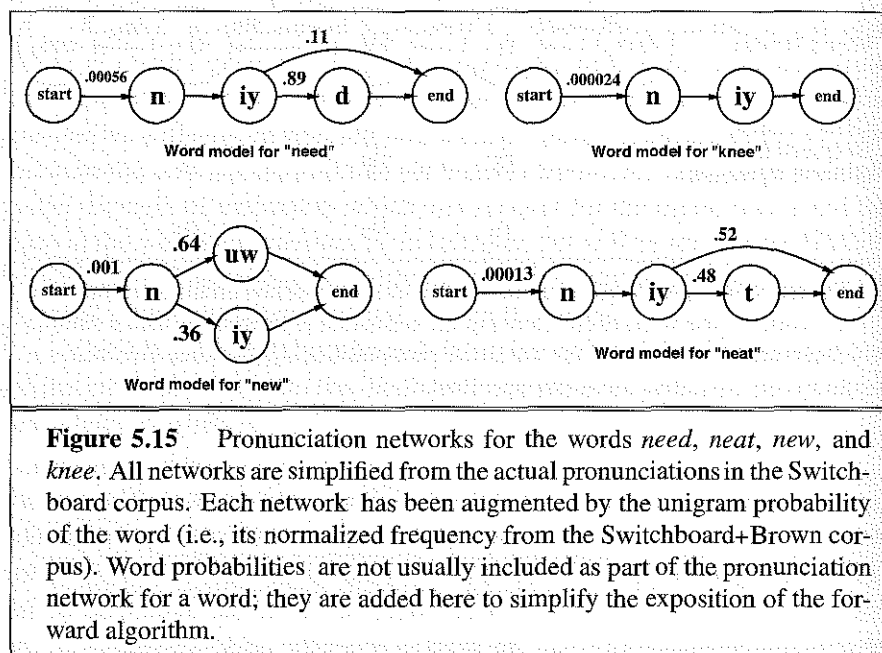 .11
.00056 .89 .000024
start n iy d end start n iy end
Word model for "need" Word model for "knee"
.64 uw .52
.001 .00013 .48
start n end start n iy t end
.36 iy
Word model for "new" Word model for "neat"
Figure 5.15 Pronunciation networks for the words need, neat, new, and
knee. All networks are simplified from the actual pronunciations in the Switch-
board corpus. Each network has been augmented by the unigram probability
of the word (i.e., its normalized frequency from the Switchboard+Brown cor-
pus). Word probabilities are not usually included as part of the pronunciation
network for a word; they are added here to simplify the exposition of the for-
ward algorithm.